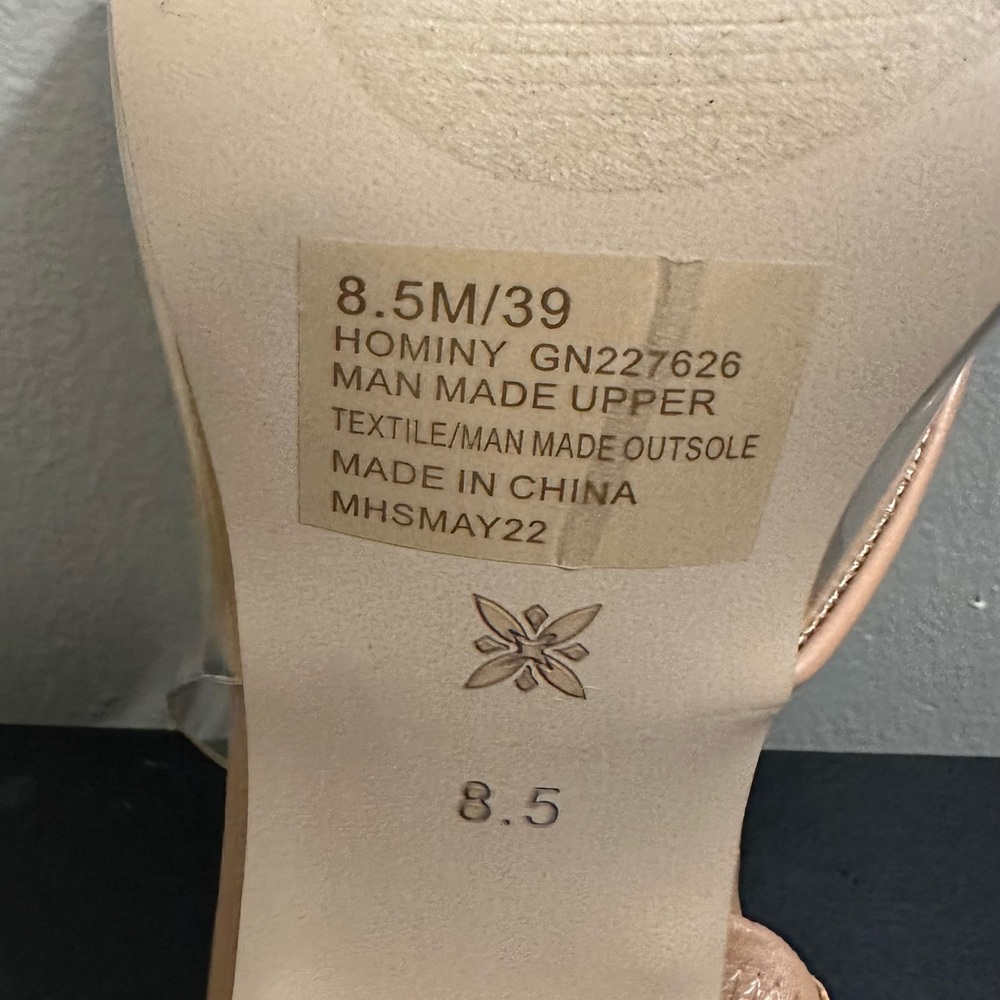 8.5M/39
HOMINY GN227626
MAN MADE UPPER
TEXTILE/MAN MADE OUTSOLE
MADE IN CHINA
MHSMAY22
8.5